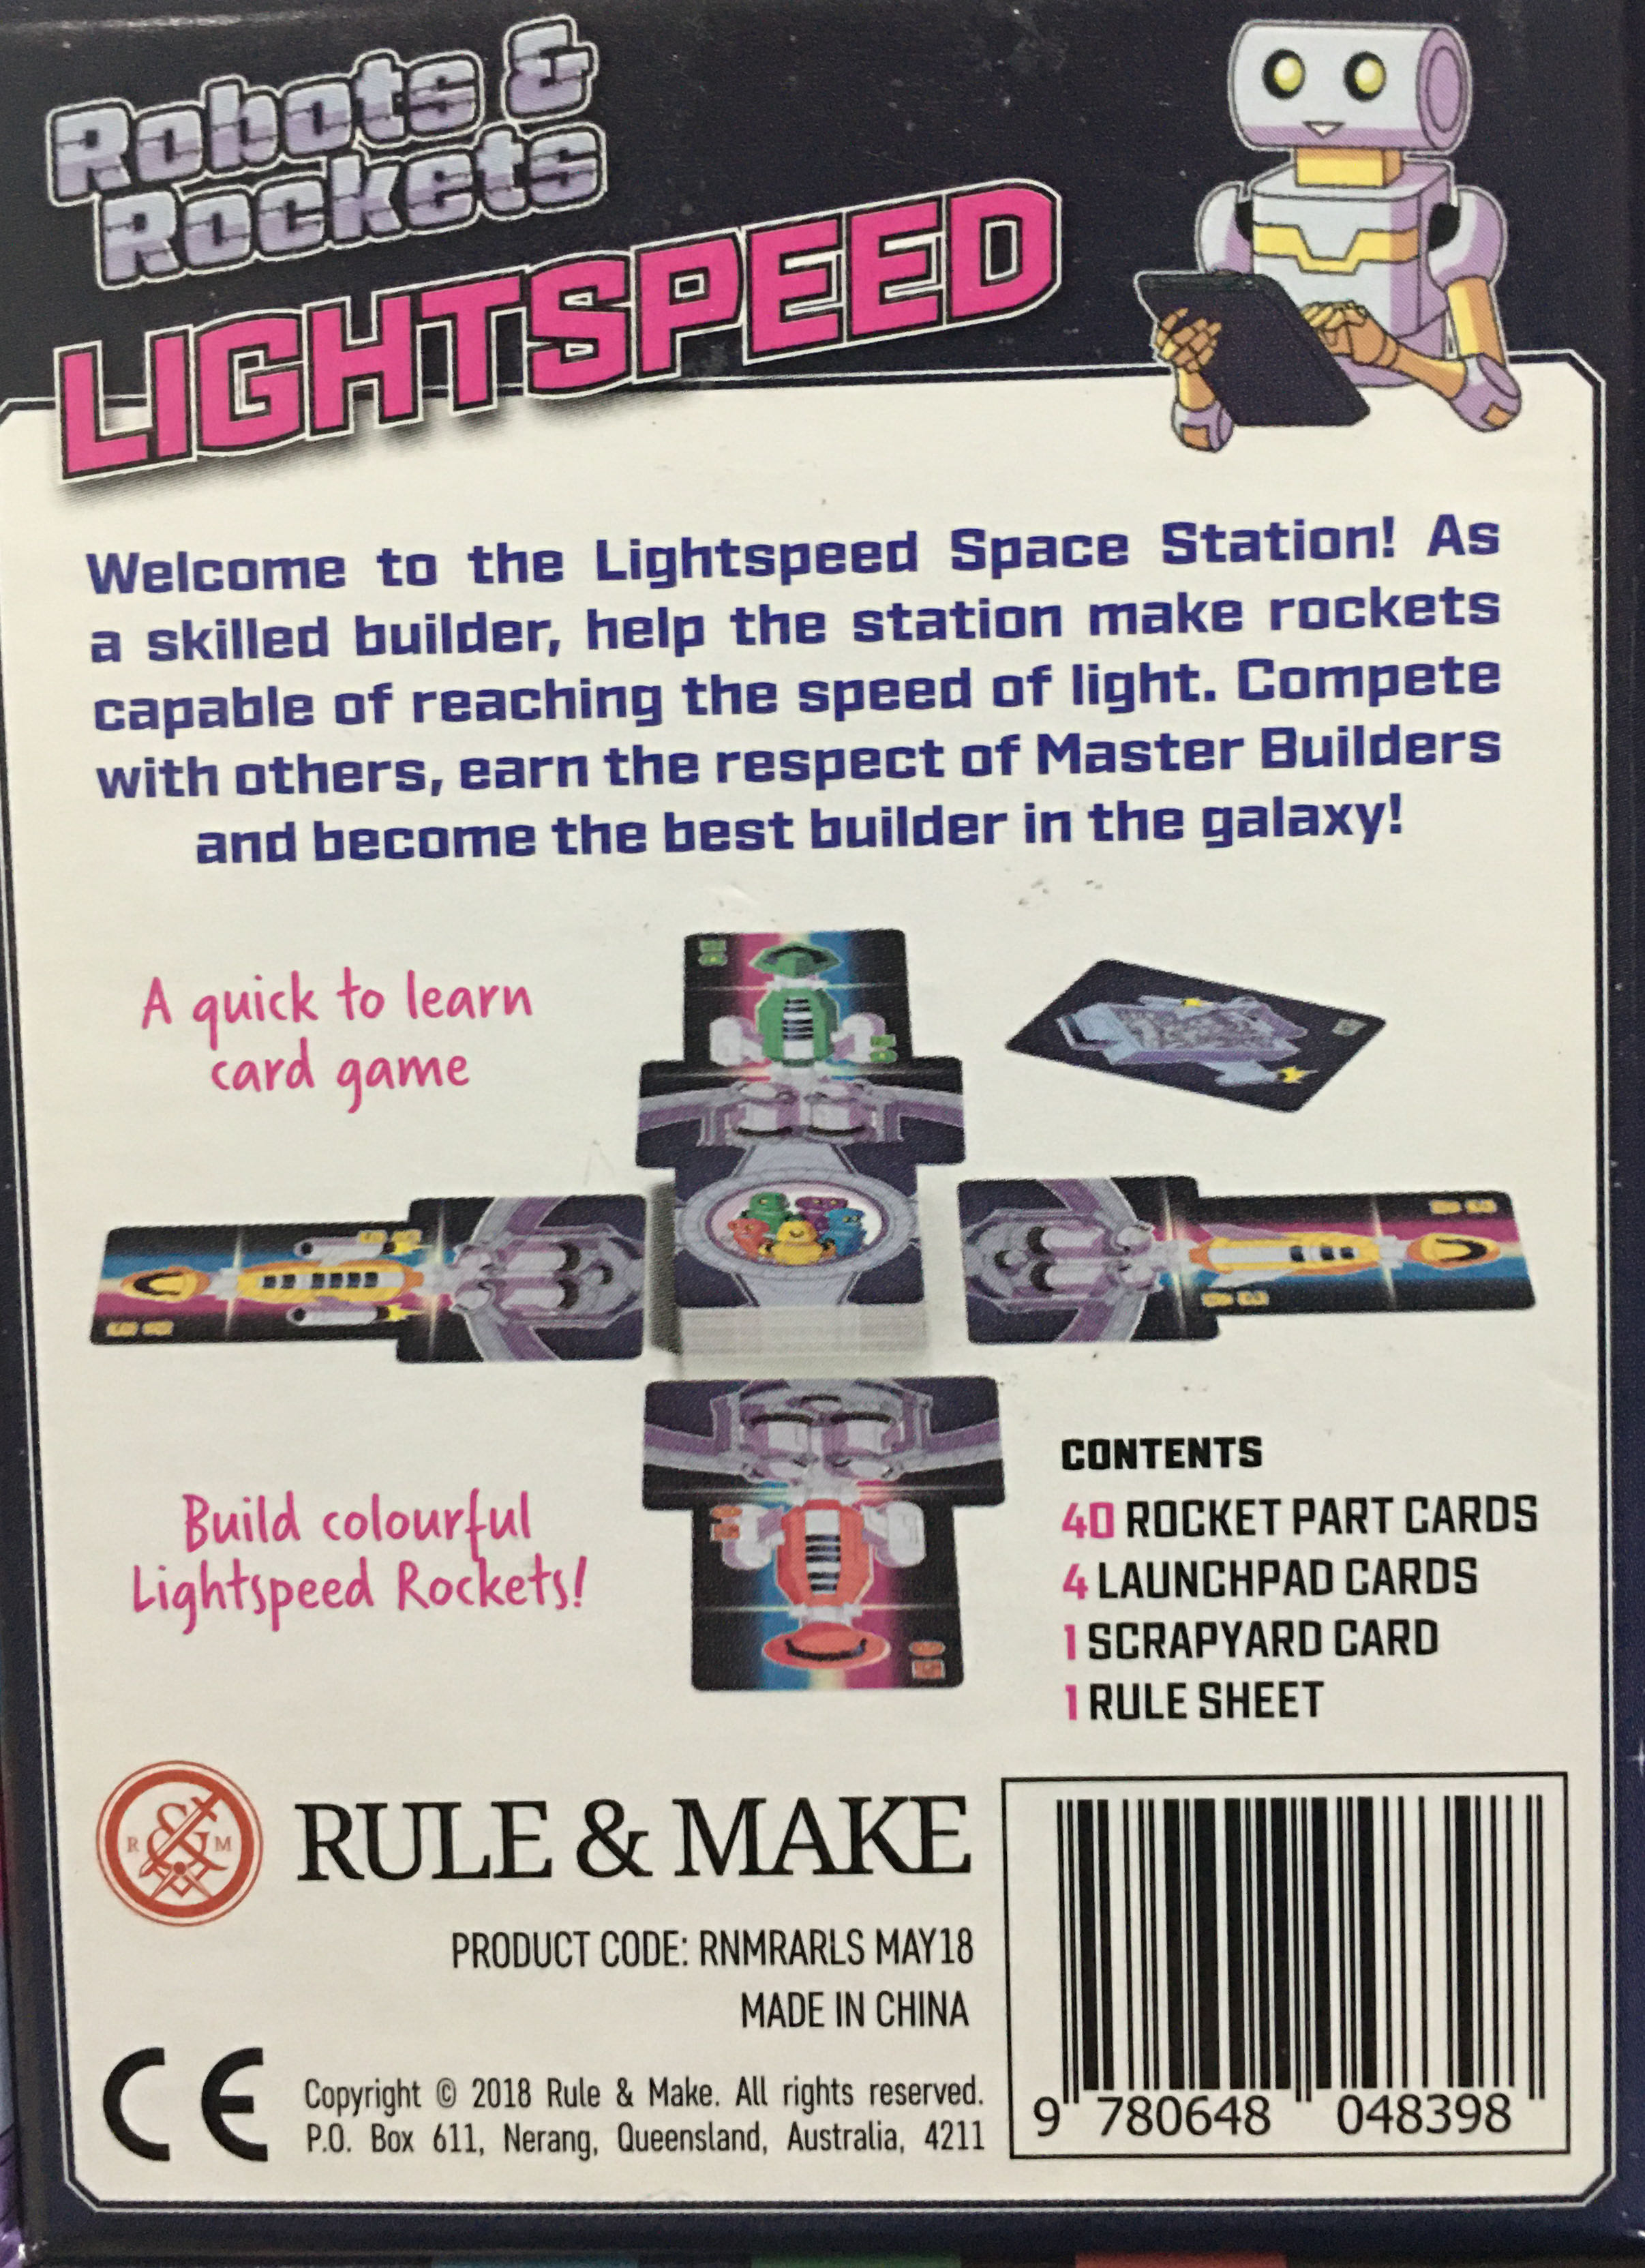 Robots &
Rockets
LIGHTSPEED
Welcome to the Lightspeed Space Station! As
a skilled builder, help the station make rockets
capable of reaching the speed of light. Compete
with others, earn the respect of Master Builders
and become the best builder in the galaxy!
A quick to learn
card game
Build colourful
Lightspeed Rockets!
CONTENTS
40 ROCKET PART CARDS
4 LAUNCHPAD CARDS
1 SCRAPYARD CARD
1 RULE SHEET
R & M
RULE & MAKE
PRODUCT CODE: RNMRARLS MAY18
MADE IN CHINA
CE
Copyright © 2018 Rule & Make. All rights reserved.
P.O. Box 611, Nerang, Queensland, Australia, 4211
9 780648 048398